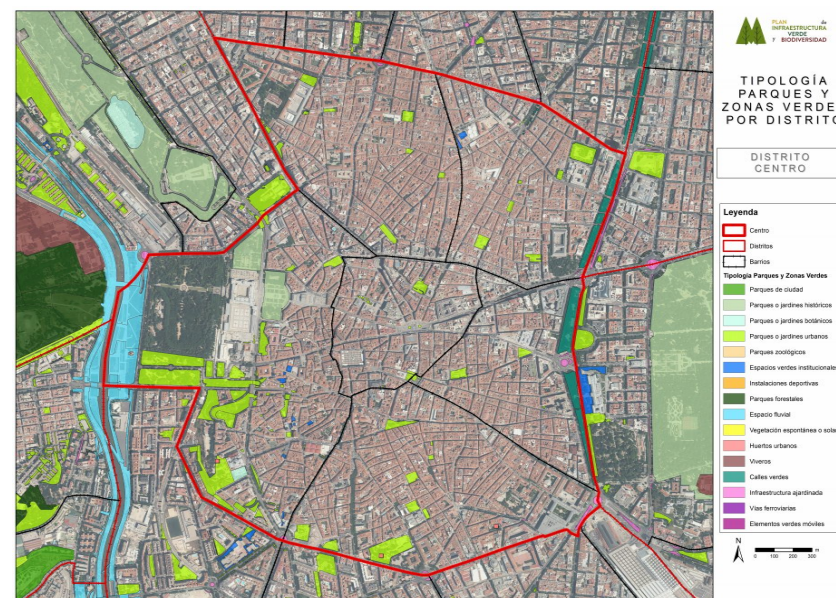 PLAN de
INFRAESTRUCTURA
VERDE
Y BIODIVERSIDAD
TIPOLOGÍA
PARQUES Y
ZONAS VERDE
POR DISTRITO
DISTRITO
CENTRO
Leyenda
Centro
Distritos
Barrios
Tipología Parques y Zonas Verdes
Parques de ciudad
Parques o jardines históricos
Parques o jardines botánicos
Parques o jardines urbanos
Parques zoológicos
Espacios verdes institucionale
Instalaciones deportivas
Parques forestales
Espacio fluvial
Vegetación espontánea o sola
Huertos urbanos
Viveros
Calles verdes
Infraestructura ajardinada
Vías ferroviarias
Elementos verdes móviles
N
0 100 200 300